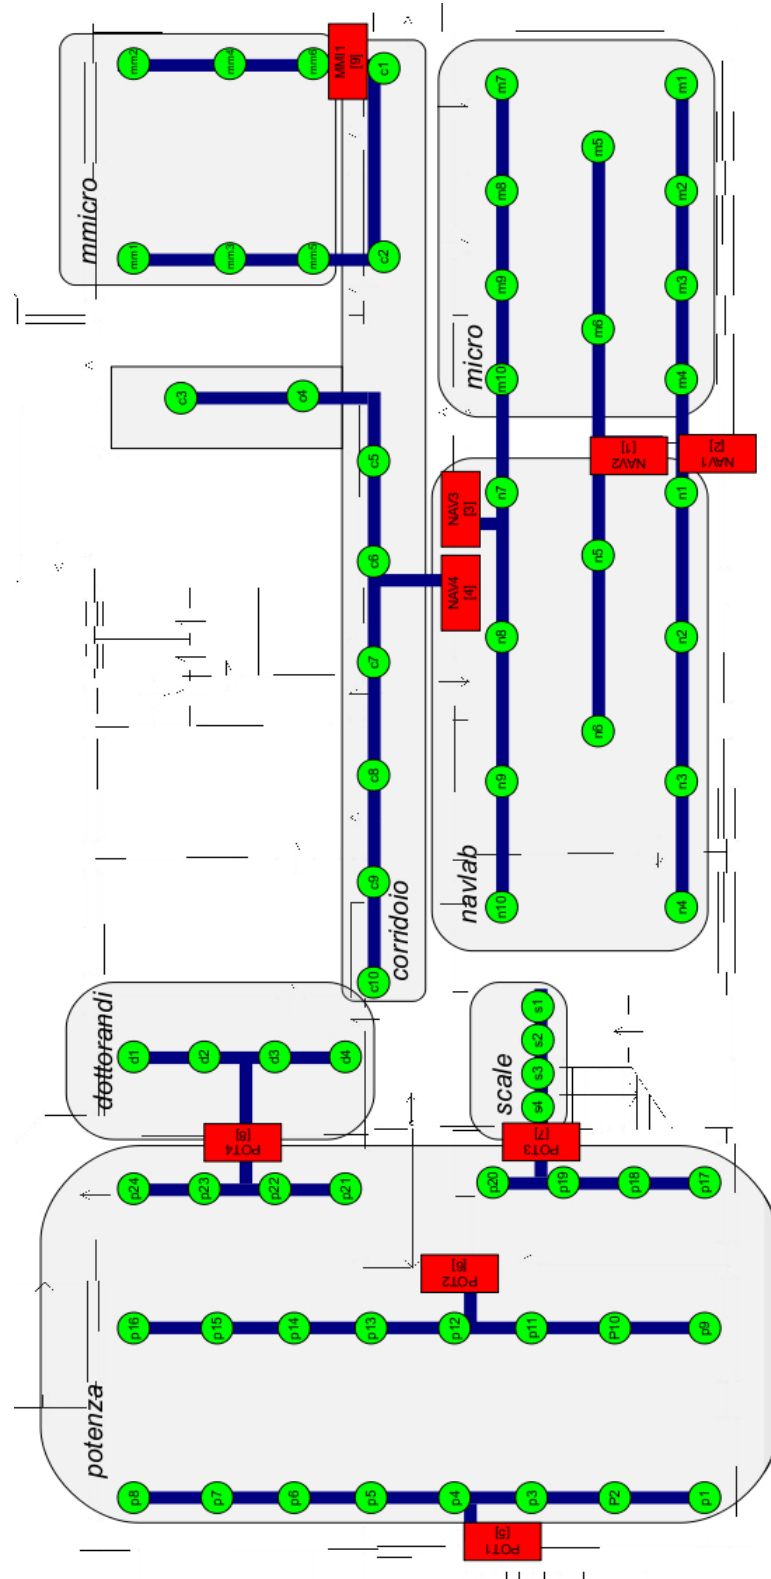 mm2
mm4
mm6
MMI1
[9]
c1
mmicro
mm1
mm3
mm5
c2
m7
m5
m1
m8
m2
m9
m3
m6
micro
m10
m4
c3
c4
c5
NAV2
[1]
NAV1
[2]
NAV3
[3]
n7
n1
c6
n5
NAV4
[4]
c7
n8
n2
n6
c8
n9
n3
c9
navlab
n10
n4
corridoio
c10
dottorandi
d1
d2
d3
d4
s1
s2
s3
s4
scale
POT4
[8]
POT3
[7]
p24
p23
p22
p21
p20
p19
p18
p17
POT2
[6]
p16
p15
p14
p13
p12
p11
P10
p9
potenza
p8
p7
p6
p5
p4
p3
P2
p1
POT1
[5]